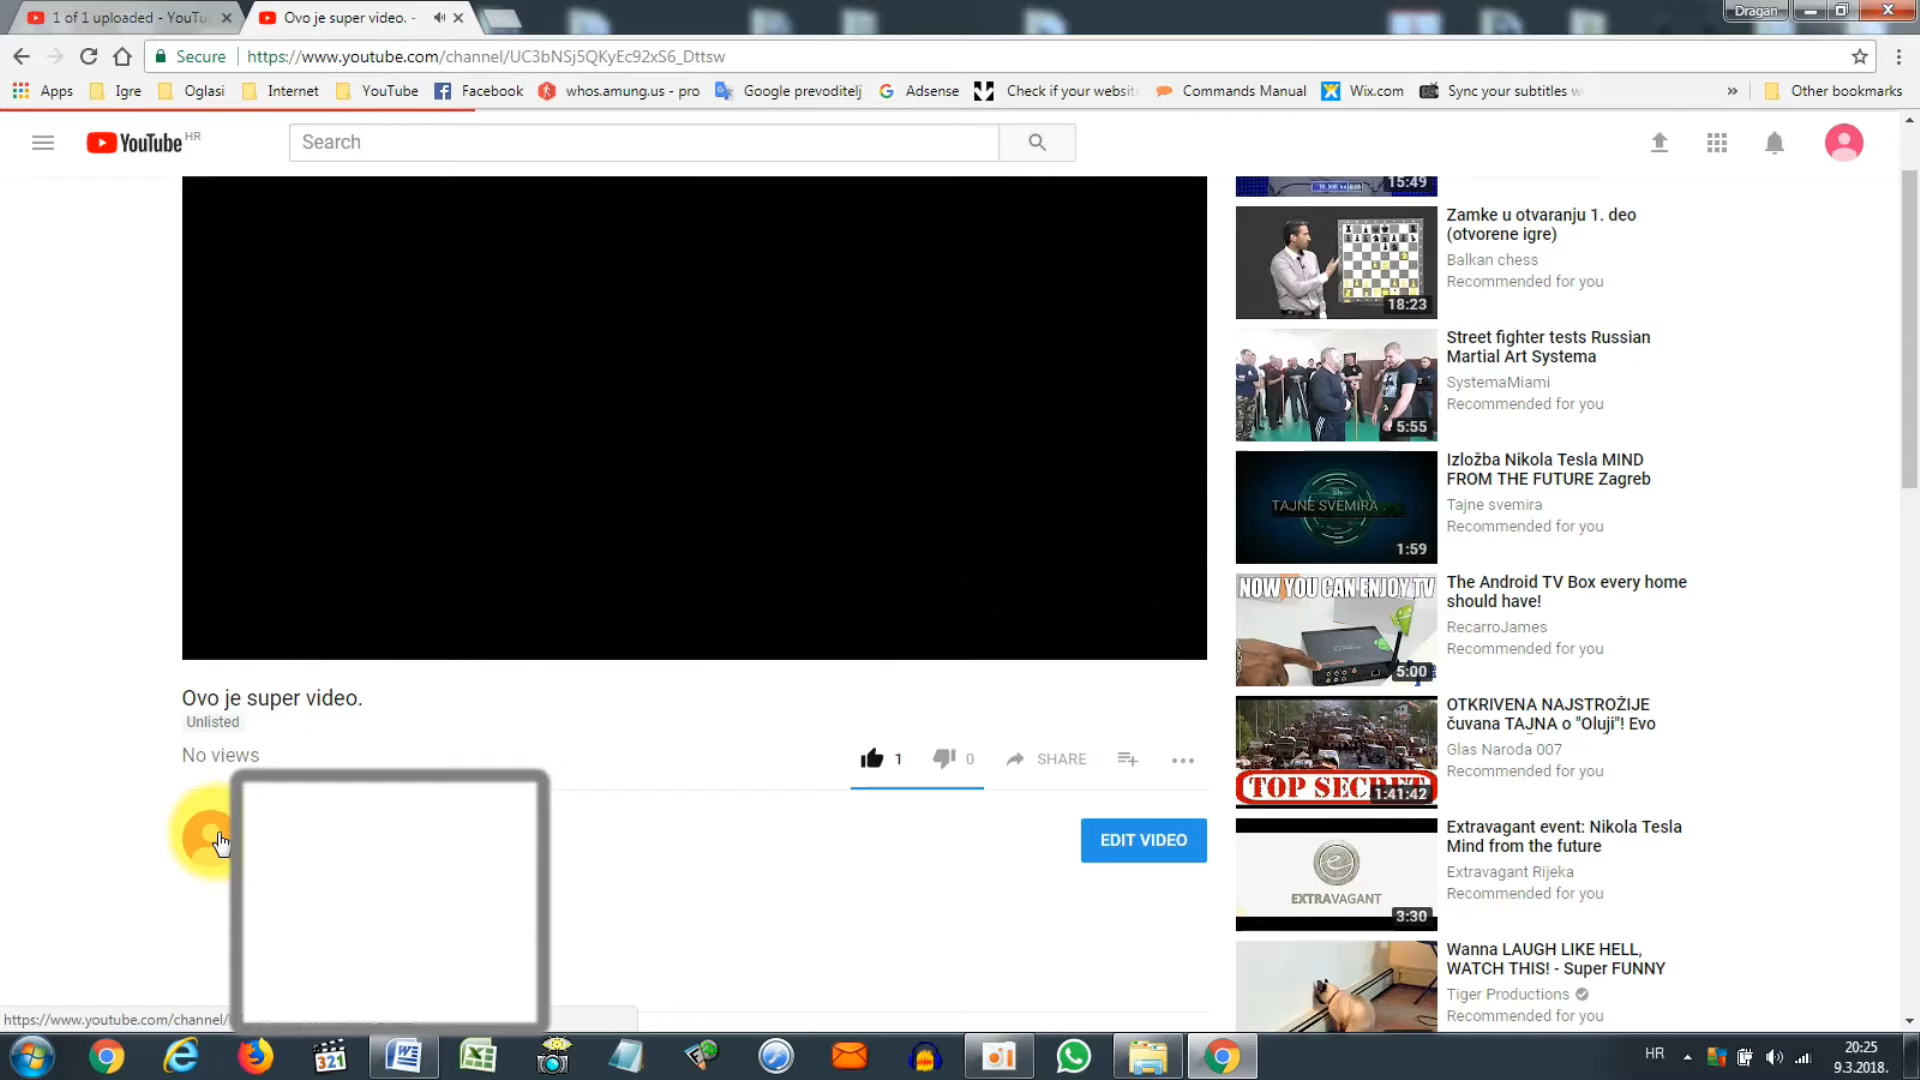 1 of 1 uploaded - YouTu
Ovo je super video. -
Dragan
Secure
https://www.youtube.com/channel/UC3bNSj5QKyEc92xS6_Dttsw
Apps
Igre
Oglasi
Internet
YouTube
Facebook
whos.amung.us - pro
Google prevoditelj
Adsense
Check if your website
Commands Manual
Wix.com
Sync your subtitles w
»
Other bookmarks
YouTube HR
Search
15:49
Zamke u otvaranju 1. deo
(otvorene igre)
Balkan chess
Recommended for you
18:23
Street fighter tests Russian
Martial Art Systema
SystemaMiami
Recommended for you
5:55
Izložba Nikola Tesla MIND
FROM THE FUTURE Zagreb
Tajne svemira
Recommended for you
TAJNE SVEMIRA
1:59
NOW YOU CAN ENJOY TV
The Android TV Box every home
should have!
RecarroJames
Recommended for you
5:00
OTKRIVENA NAJSTROŽIJE
čuvana TAJNA o "Oluji"! Evo
Glas Naroda 007
Recommended for you
TOP SECRET
1:41:42
Extravagant event: Nikola Tesla
Mind from the future
Extravagant Rijeka
Recommended for you
EXTRAVAGANT
3:30
Wanna LAUGH LIKE HELL,
WATCH THIS! - Super FUNNY
Tiger Productions
Recommended for you
Ovo je super video.
Unlisted
No views
1
0
SHARE
EDIT VIDEO
https://www.youtube.com/channel/
321
HR
20:25
9.3.2018.